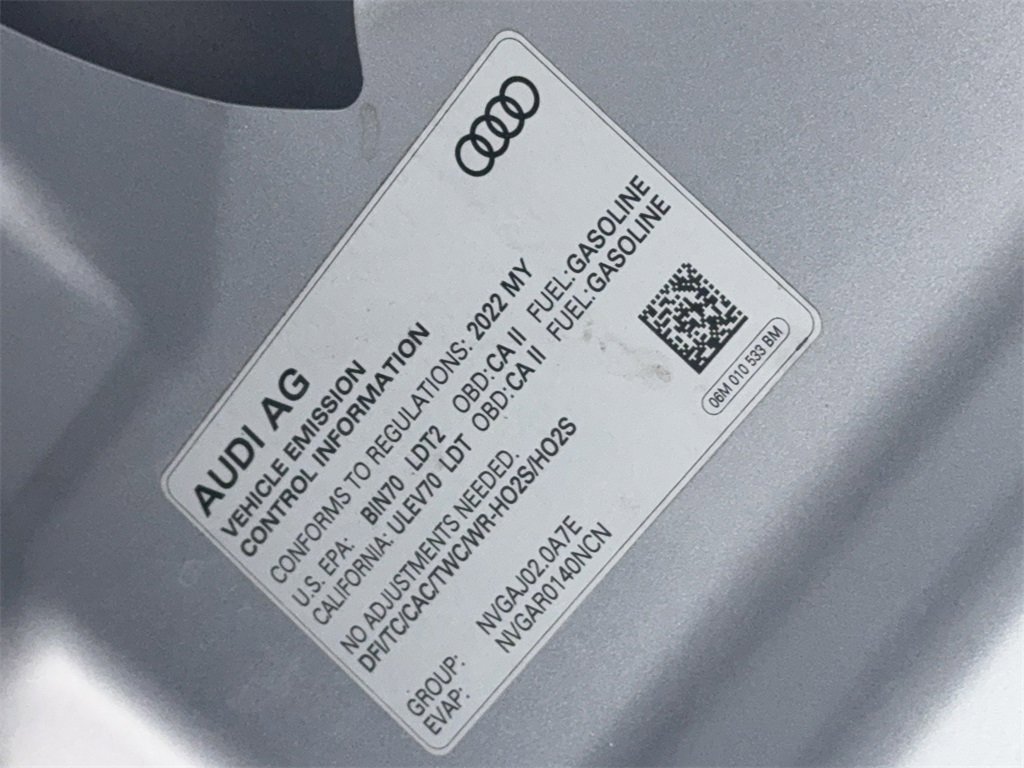 AUDI AG
VEHICLE EMISSION
CONTROL INFORMATION
CONFORMS TO REGULATIONS: 2022 MY
U.S. EPA: BIN70 LDT2 OBD:CA II FUEL:GASOLINE
CALIFORNIA: ULEV70 LDT OBD:CA II FUEL:GASOLINE
NO ADJUSTMENTS NEEDED.
DFI/TC/CAC/TWC/WR-HO2S/HO2S
GROUP: NVGAJ02.0A7E
EVAP: NVGAR0140NCN
06M 010 533 BM